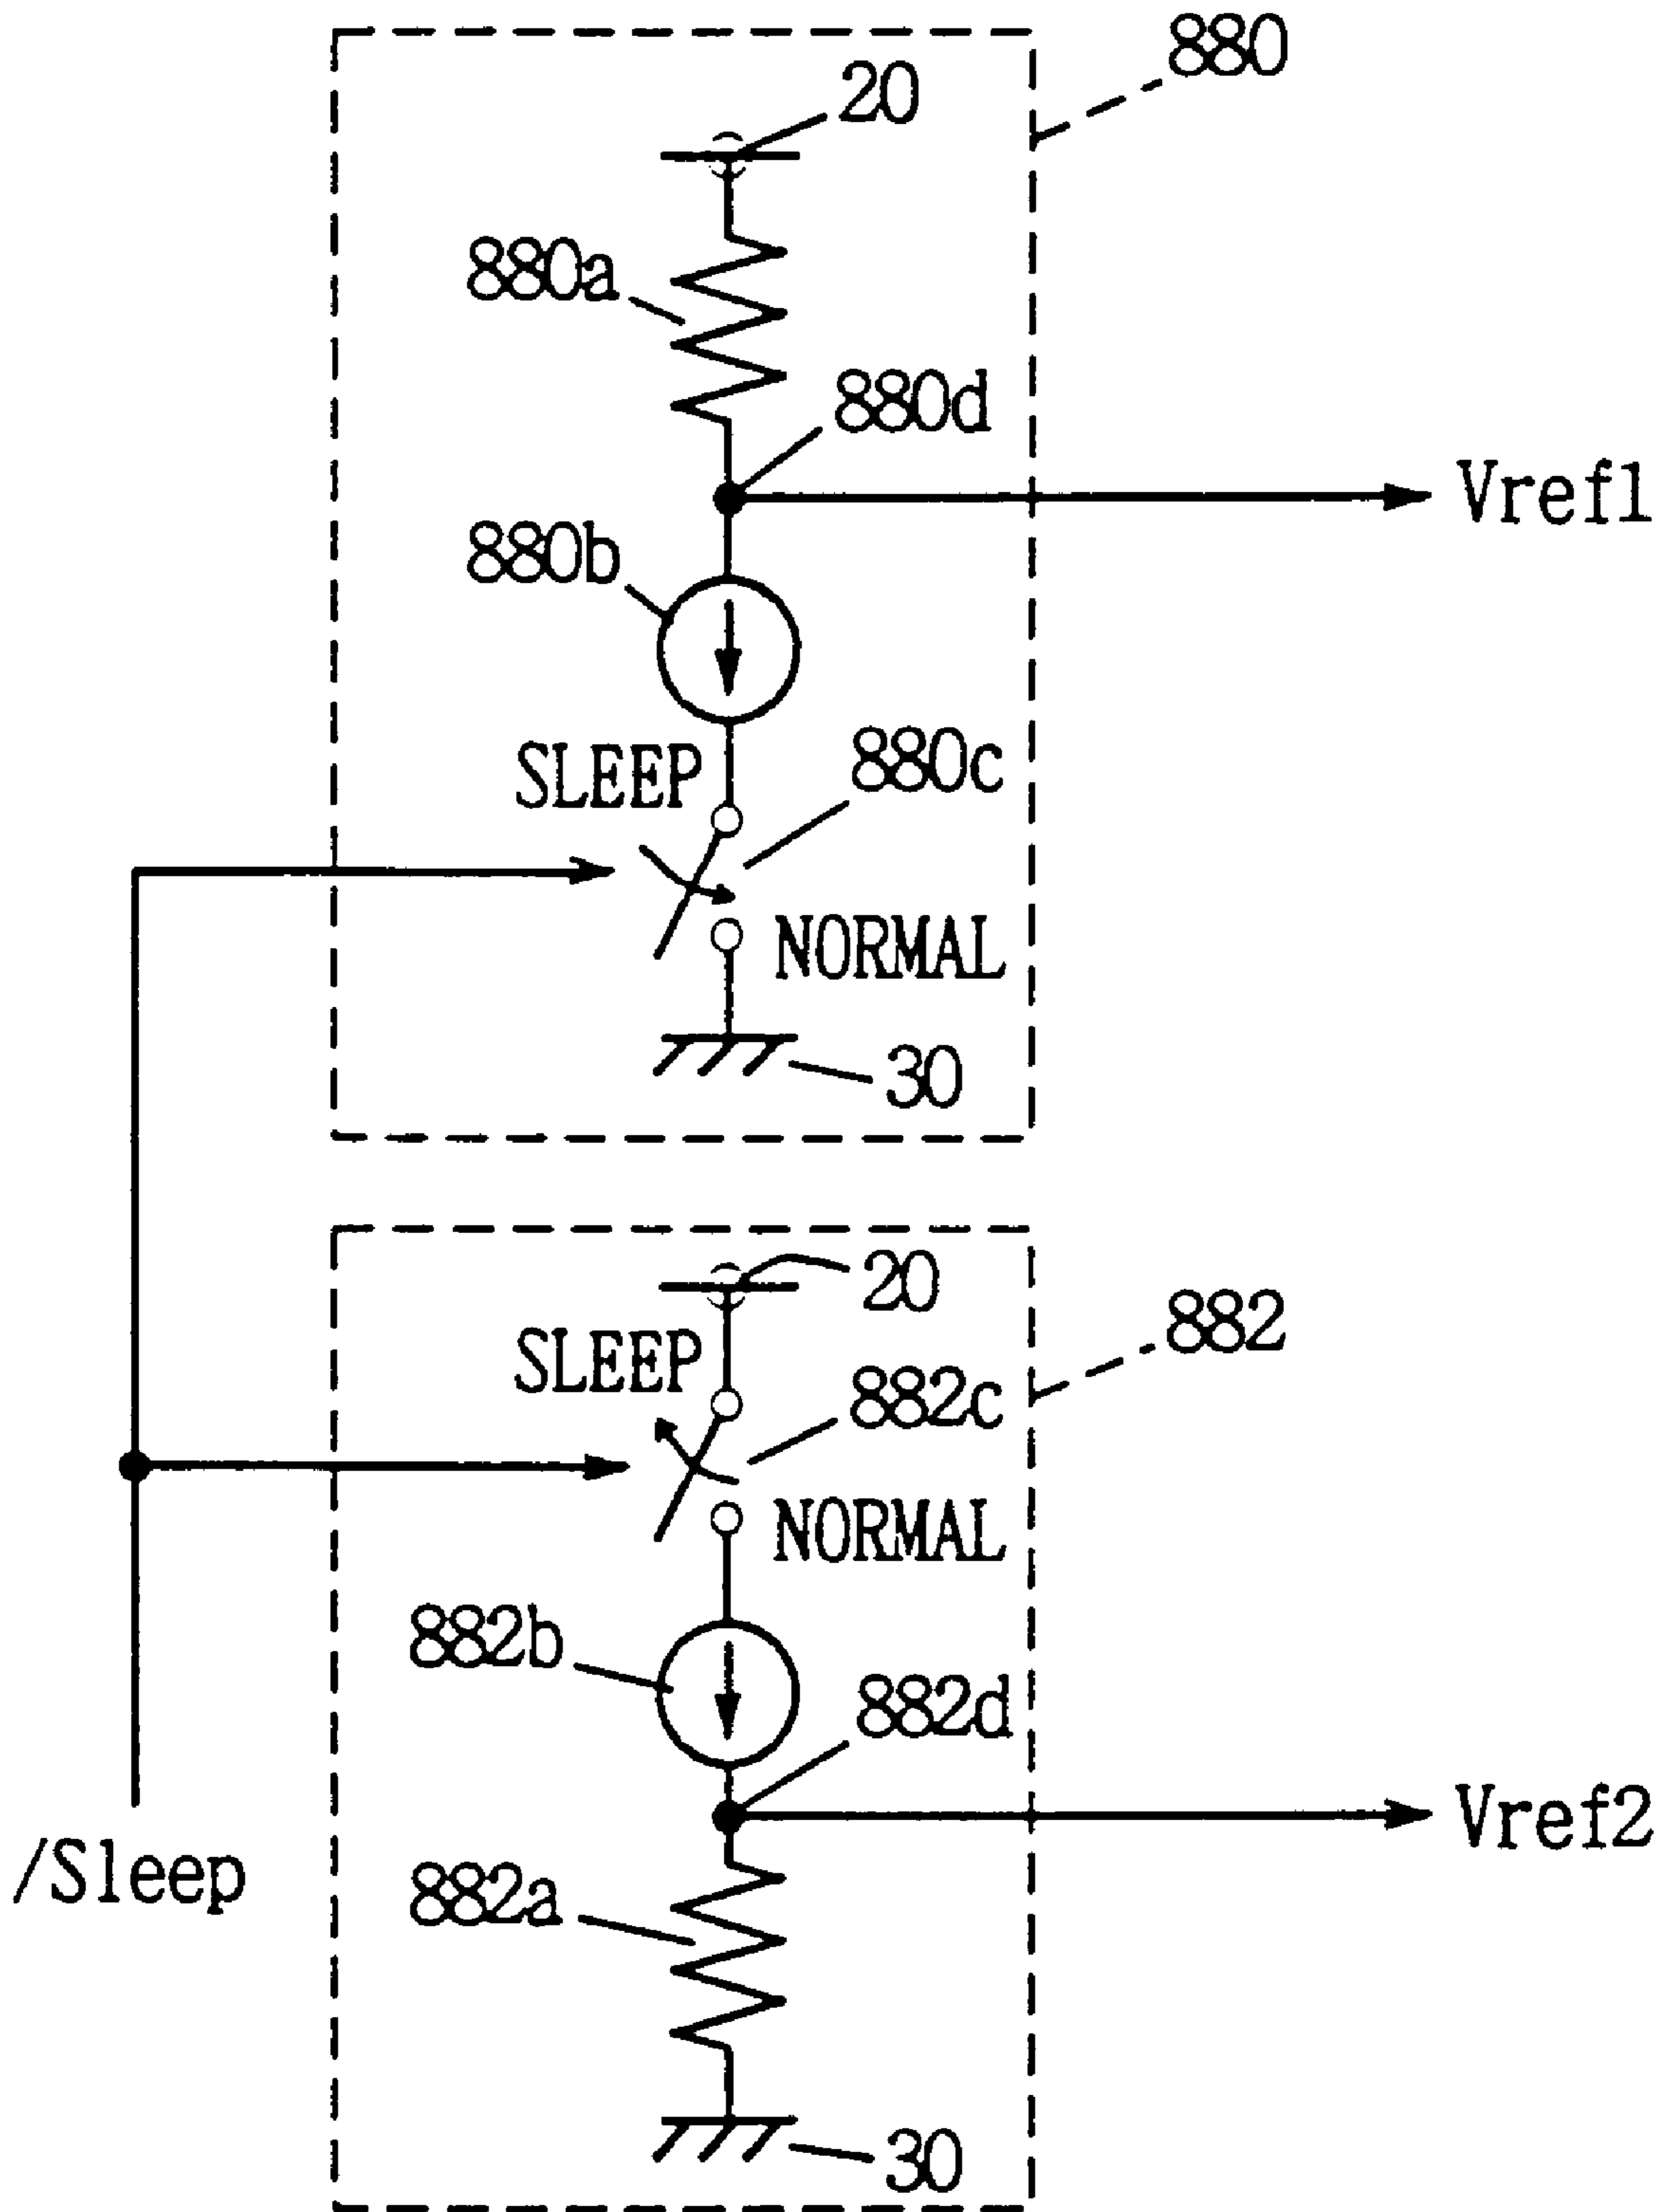 880
20
880a
880d
Vref1
880b
SLEEP
880c
NORMAL
30
20
882
SLEEP
882c
NORMAL
882b
882d
Vref2
/Sleep
882a
30